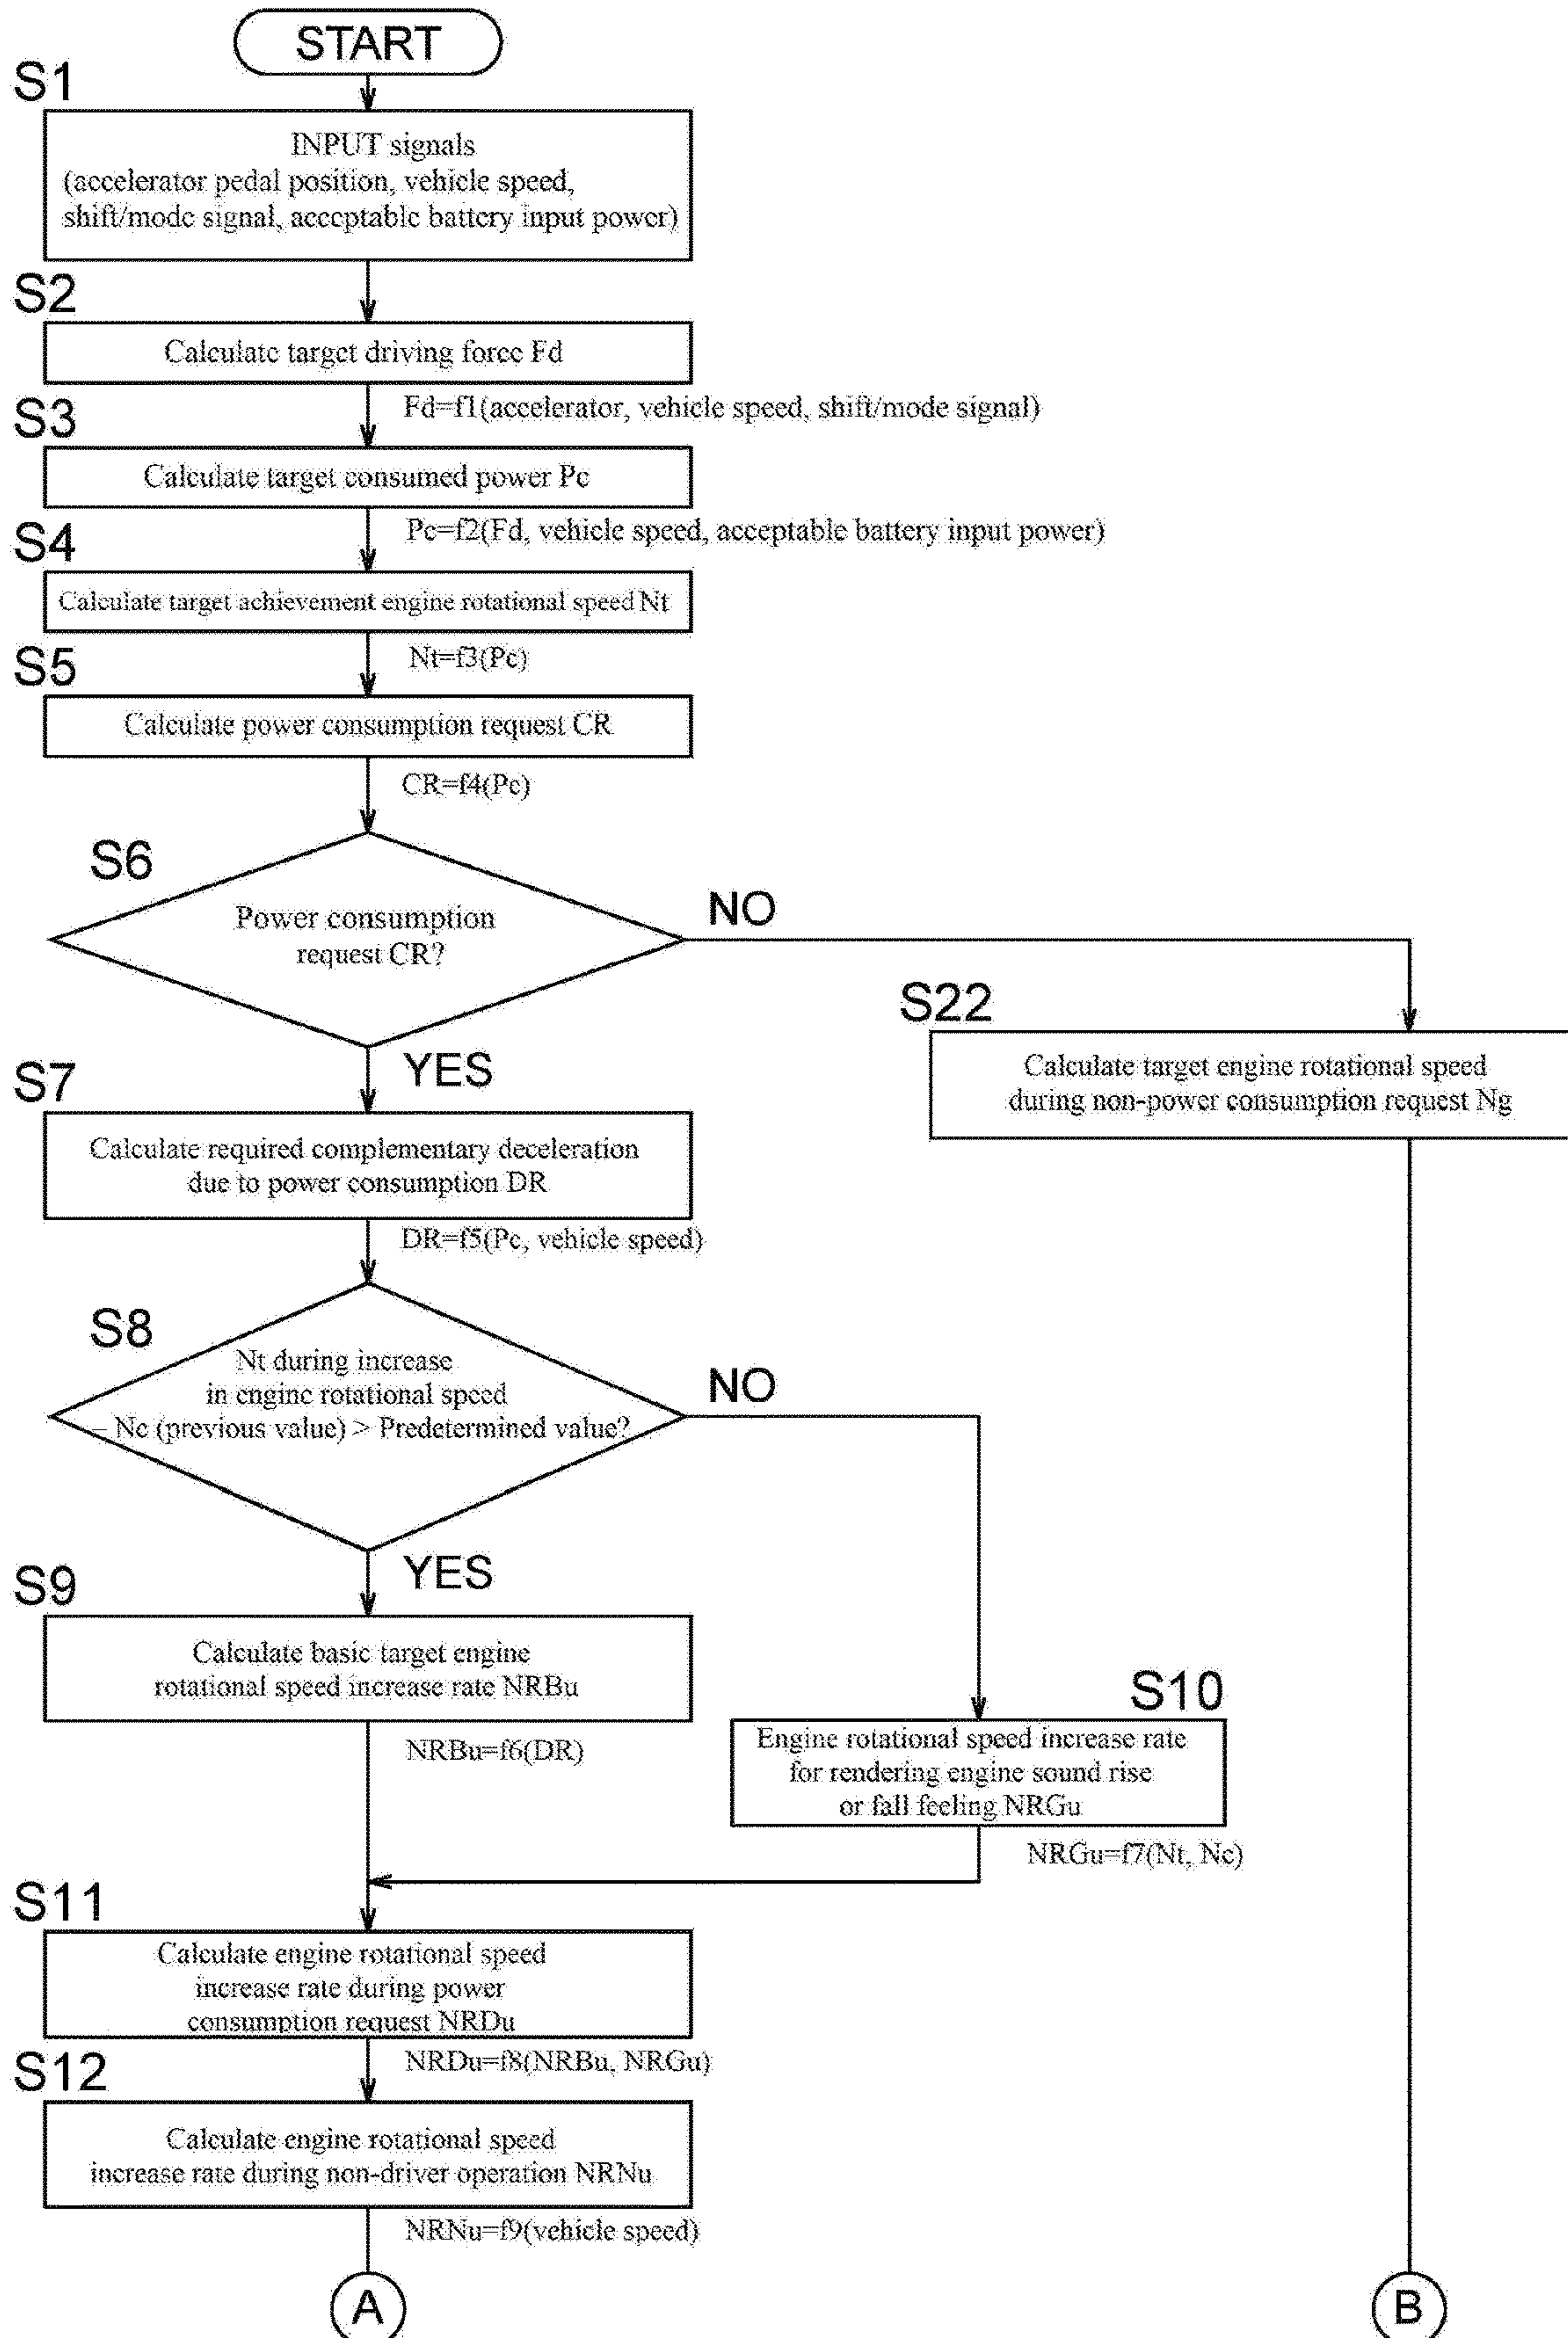 START
S1
INPUT signals
(accelerator pedal position, vehicle speed,
shift/mode signal, acceptable battery input power)
S2
Calculate target driving force Fd
Fd=f1(accelerator, vehicle speed, shift/mode signal)
S3
Calculate target consumed power Pc
Pc=f2(Fd, vehicle speed, acceptable battery input power)
S4
Calculate target achievement engine rotational speed Nt
Nt=f3(Pc)
S5
Calculate power consumption request CR
CR=f4(Pc)
S6
Power consumption
request CR?
NO
YES
S22
Calculate target engine rotational speed
during non-power consumption request Ng
S7
Calculate required complementary deceleration
due to power consumption DR
DR=f5(Pc, vehicle speed)
S8
Nt during increase
in engine rotational speed
– Nc (previous value) > Predetermined value?
NO
YES
S9
Calculate basic target engine
rotational speed increase rate NRBu
NRBu=f6(DR)
S10
Engine rotational speed increase rate
for rendering engine sound rise
or fall feeling NRGu
NRGu=f7(Nt, Nc)
S11
Calculate engine rotational speed
increase rate during power
consumption request NRDu
NRDu=f8(NRBu, NRGu)
S12
Calculate engine rotational speed
increase rate during non-driver operation NRNu
NRNu=f9(vehicle speed)
A
B